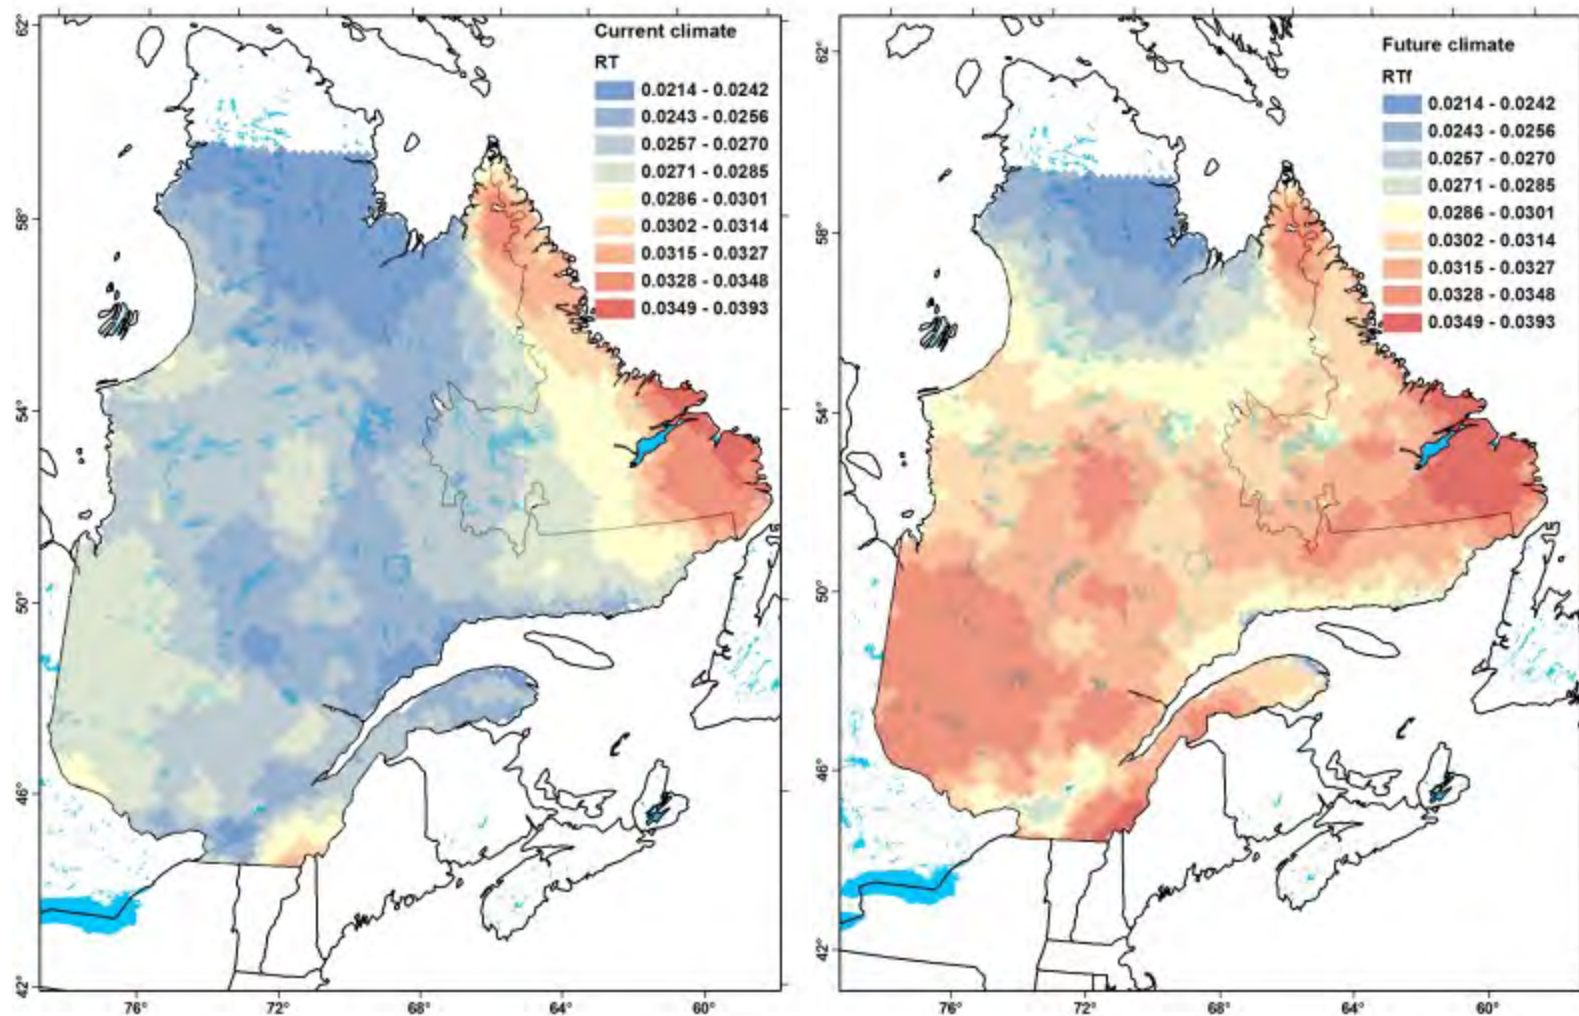 Current climate
RT
0.0214 - 0.0242
0.0243 - 0.0256
0.0257 - 0.0270
0.0271 - 0.0285
0.0286 - 0.0301
0.0302 - 0.0314
0.0315 - 0.0327
0.0328 - 0.0348
0.0349 - 0.0393
62°
58°
54°
50°
46°
42°
76°
72°
68°
64°
60°
Future climate
RTf
0.0214 - 0.0242
0.0243 - 0.0256
0.0257 - 0.0270
0.0271 - 0.0285
0.0286 - 0.0301
0.0302 - 0.0314
0.0315 - 0.0327
0.0328 - 0.0348
0.0349 - 0.0393
62°
58°
54°
50°
46°
42°
76°
72°
68°
64°
60°